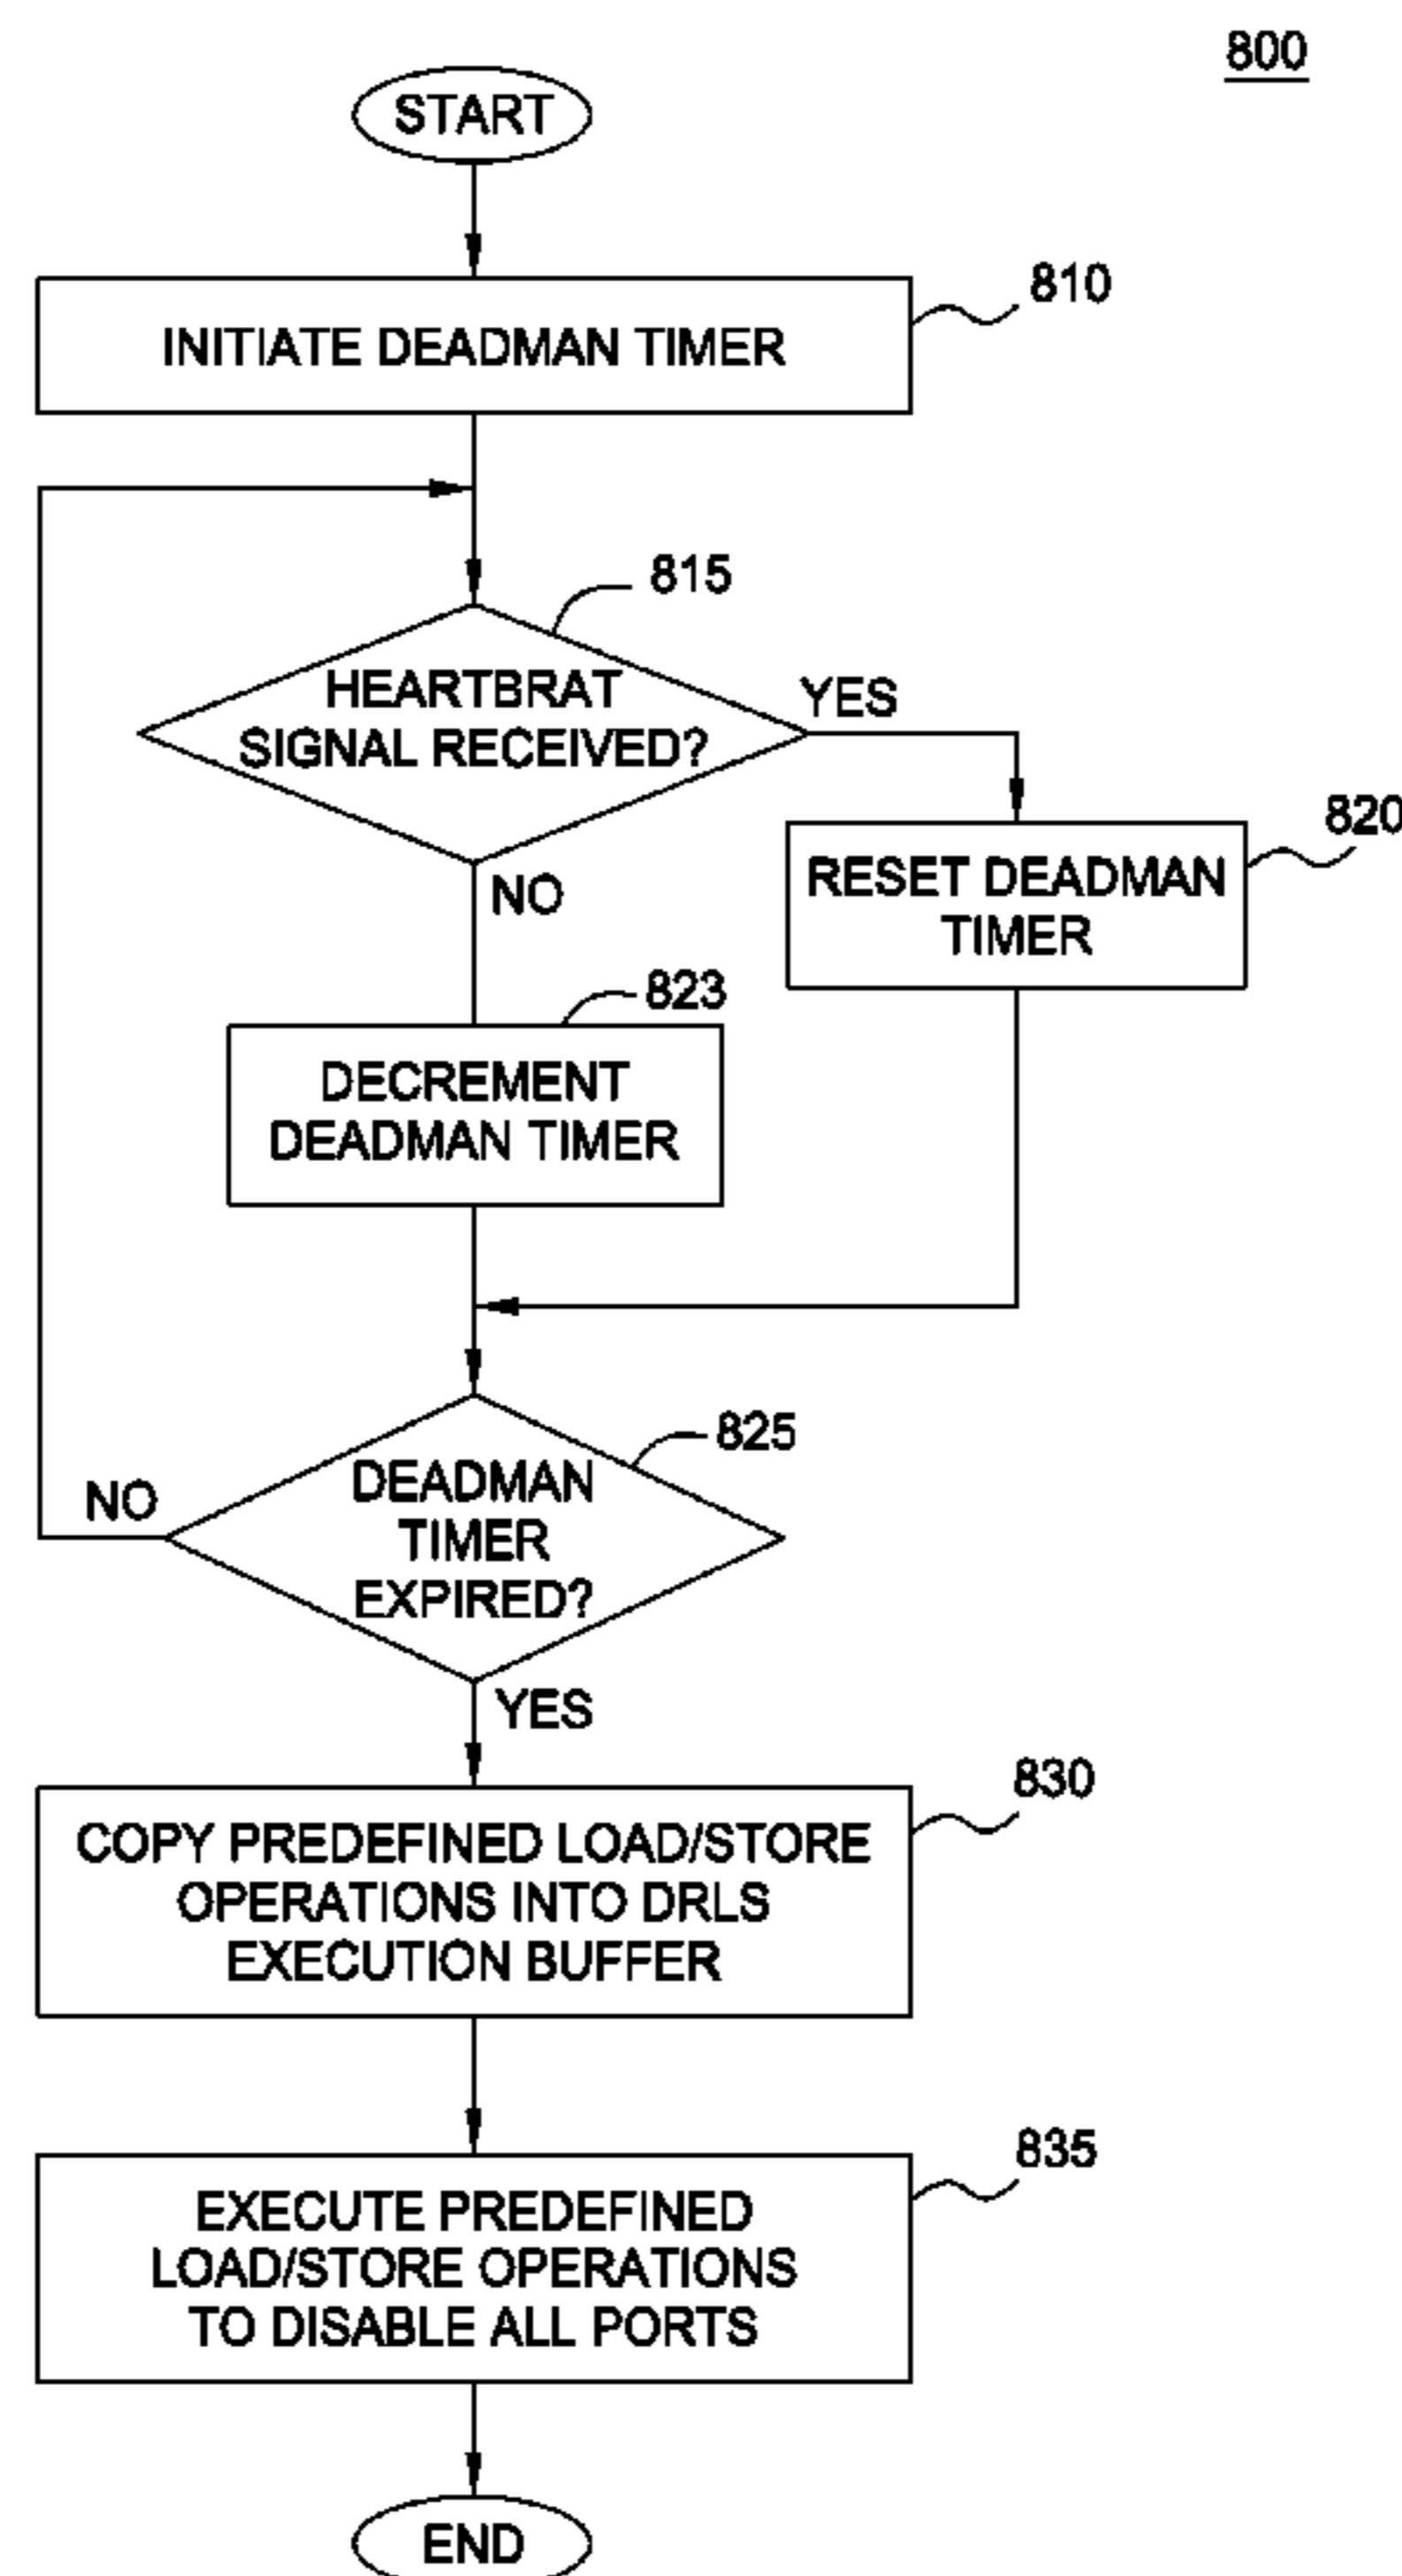 800
START
810
INITIATE DEADMAN TIMER
815
HEARTBRAT
SIGNAL RECEIVED?
YES
820
RESET DEADMAN
TIMER
NO
823
DECREMENT
DEADMAN TIMER
825
DEADMAN
TIMER
EXPIRED?
NO
YES
830
COPY PREDEFINED LOAD/STORE
OPERATIONS INTO DRLS
EXECUTION BUFFER
835
EXECUTE PREDEFINED
LOAD/STORE OPERATIONS
TO DISABLE ALL PORTS
END